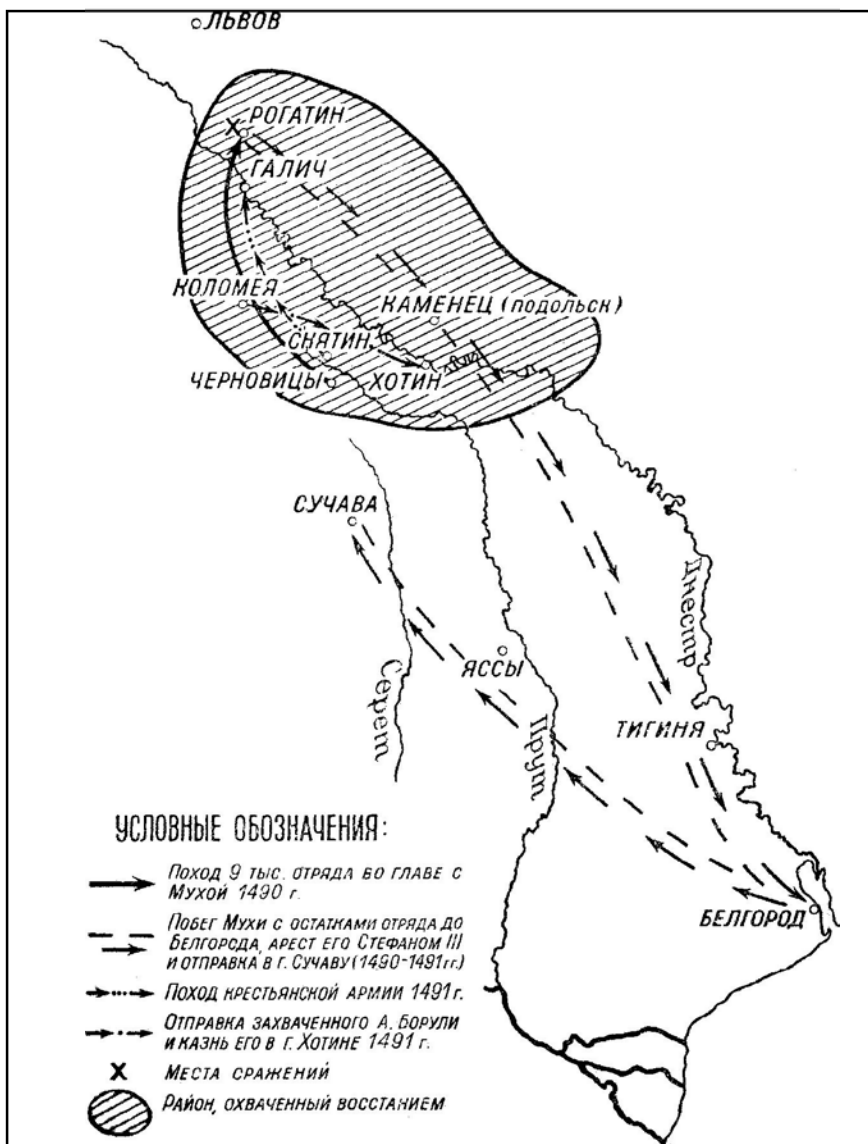 ЛЬВОВ
РОГАТИН
ГАЛИЧ
КОЛОМЕЯ
КАМЕНЕЦ (ПОДОЛЬСК)
СНЯТИН
ХОТИН
ЧЕРНОВИЦЫ
СУЧАВА
Днестр
ЯССЫ
Серет
Прут
ТИГИНЯ
БЕЛГОРОД
УСЛОВНЫЕ ОБОЗНАЧЕНИЯ:
ПОХОД 9 ТЫС. ОТРЯДА ВО ГЛАВЕ С
МУХОЙ 1490 Г.
ПОБЕГ МУХИ С ОСТАТКАМИ ОТРЯДА ДО
БЕЛГОРОДА, АРЕСТ ЕГО СТЕФАНОМ III
И ОТПРАВКА В Г. СУЧАВУ (1490-1491 ГГ.)
ПОХОД КРЕСТЬЯНСКОЙ АРМИИ 1491 Г.
ОТПРАВКА ЗАХВАЧЕННОГО А. БОРУЛИ
И КАЗНЬ ЕГО В Г. ХОТИНЕ 1491 Г.
МЕСТА СРАЖЕНИЙ
РАЙОН, ОХВАЧЕННЫЙ ВОССТАНИЕМ